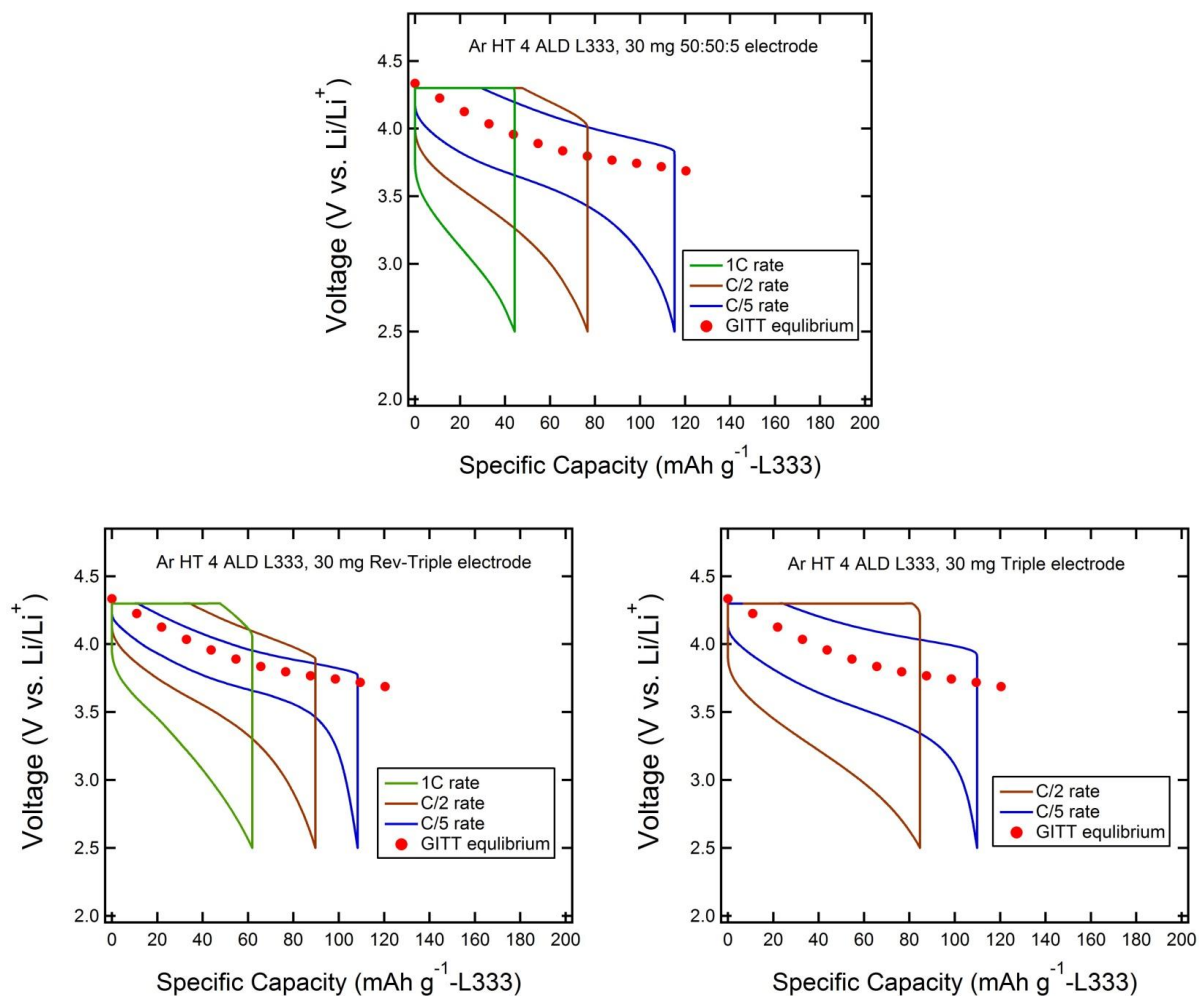 Ar HT 4 ALD L333, 30 mg 50:50:5 electrode
4.5
4.0
3.5
3.0
2.5
2.0
Voltage (V vs. Li/Li+)
1C rate
C/2 rate
C/5 rate
GITT equlibrium
0 20 40 60 80 100 120 140 160 180 200
Specific Capacity (mAh g-1-L333)
Ar HT 4 ALD L333, 30 mg Rev-Triple electrode
4.5
4.0
3.5
3.0
2.5
2.0
Voltage (V vs. Li/Li+)
1C rate
C/2 rate
C/5 rate
GITT equlibrium
0 20 40 60 80 100 120 140 160 180 200
Specific Capacity (mAh g-1-L333)
Ar HT 4 ALD L333, 30 mg Triple electrode
4.5
4.0
3.5
3.0
2.5
2.0
Voltage (V vs. Li/Li+)
C/2 rate
C/5 rate
GITT equlibrium
0 20 40 60 80 100 120 140 160 180 200
Specific Capacity (mAh g-1-L333)